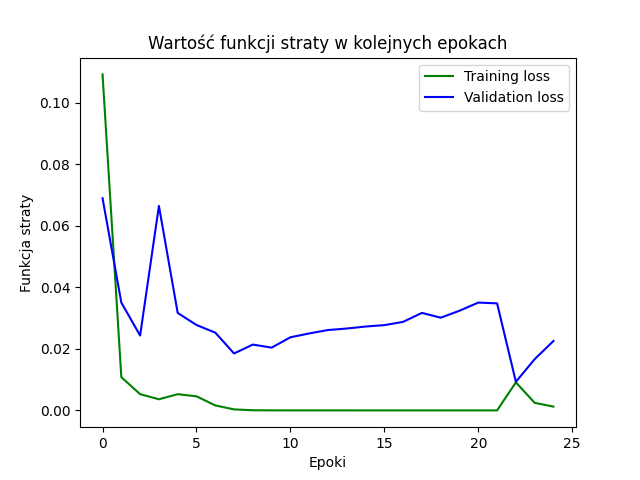 Wartość funkcji straty w kolejnych epokach
Training loss
Validation loss
0.10
0.08
0.06
0.04
0.02
0.00
Funkcja straty
0 5 10 15 20 25
Epoki